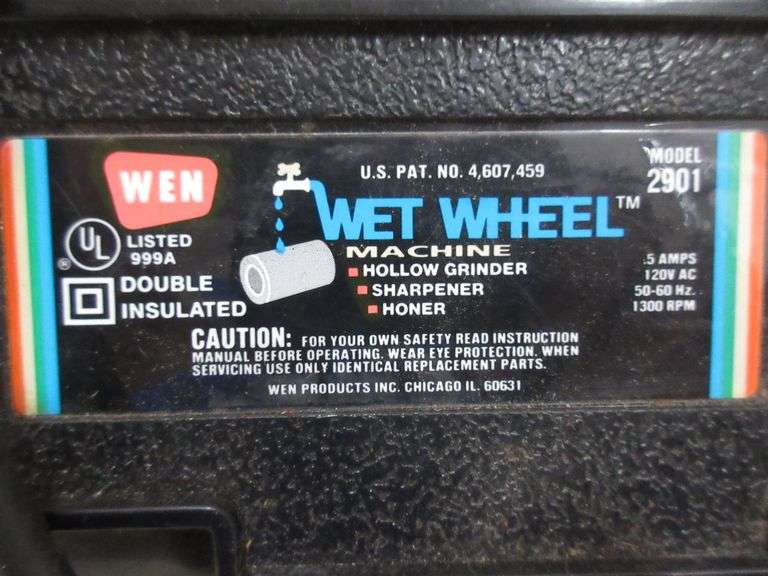 WEN
U.S. PAT. NO. 4,607,459
MODEL
2901
WET WHEEL™
MACHINE
UL
®
LISTED
999A
DOUBLE
INSULATED
HOLLOW GRINDER
SHARPENER
HONER
.5 AMPS
120V AC
50-60 Hz.
1300 RPM
CAUTION: FOR YOUR OWN SAFETY READ INSTRUCTION
MANUAL BEFORE OPERATING. WEAR EYE PROTECTION. WHEN
SERVICING USE ONLY IDENTICAL REPLACEMENT PARTS.
WEN PRODUCTS INC. CHICAGO IL. 60631